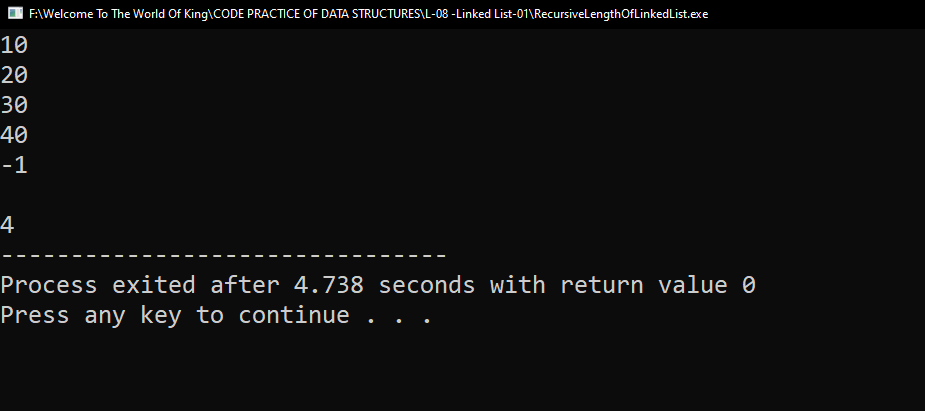 F:\Welcome To The World Of King\CODE PRACTICE OF DATA STRUCTURES\L-08 -Linked List-01\RecursiveLengthOfLinkedList.exe
10
20
30
40
-1
4
--------------------------------
Process exited after 4.738 seconds with return value 0
Press any key to continue . . .